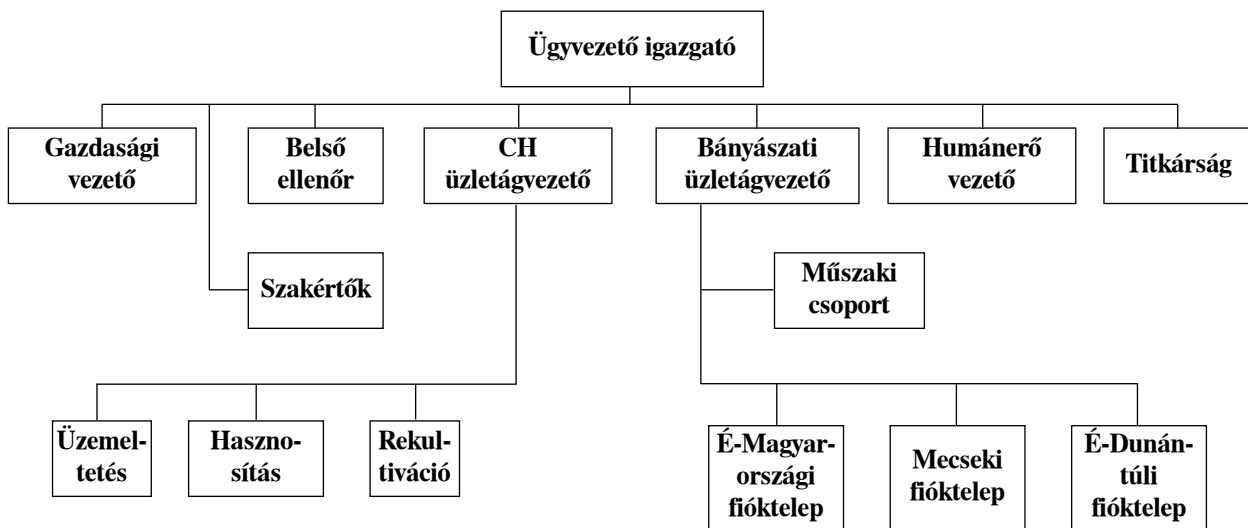 Ügyvezető igazgató
Gazdasági
vezető
Belső
ellenőr
CH
üzletágvezető
Bányászati
üzletágvezető
Humánerő
vezető
Titkárság
Szakértők
Műszaki
csoport
Üzemel-
tetés
Haszno-
sítás
Rekul-
tiváció
É-Magyar-
országi
fióktelep
Mecseki
fióktelep
É-Dunán-
túli
fióktelep